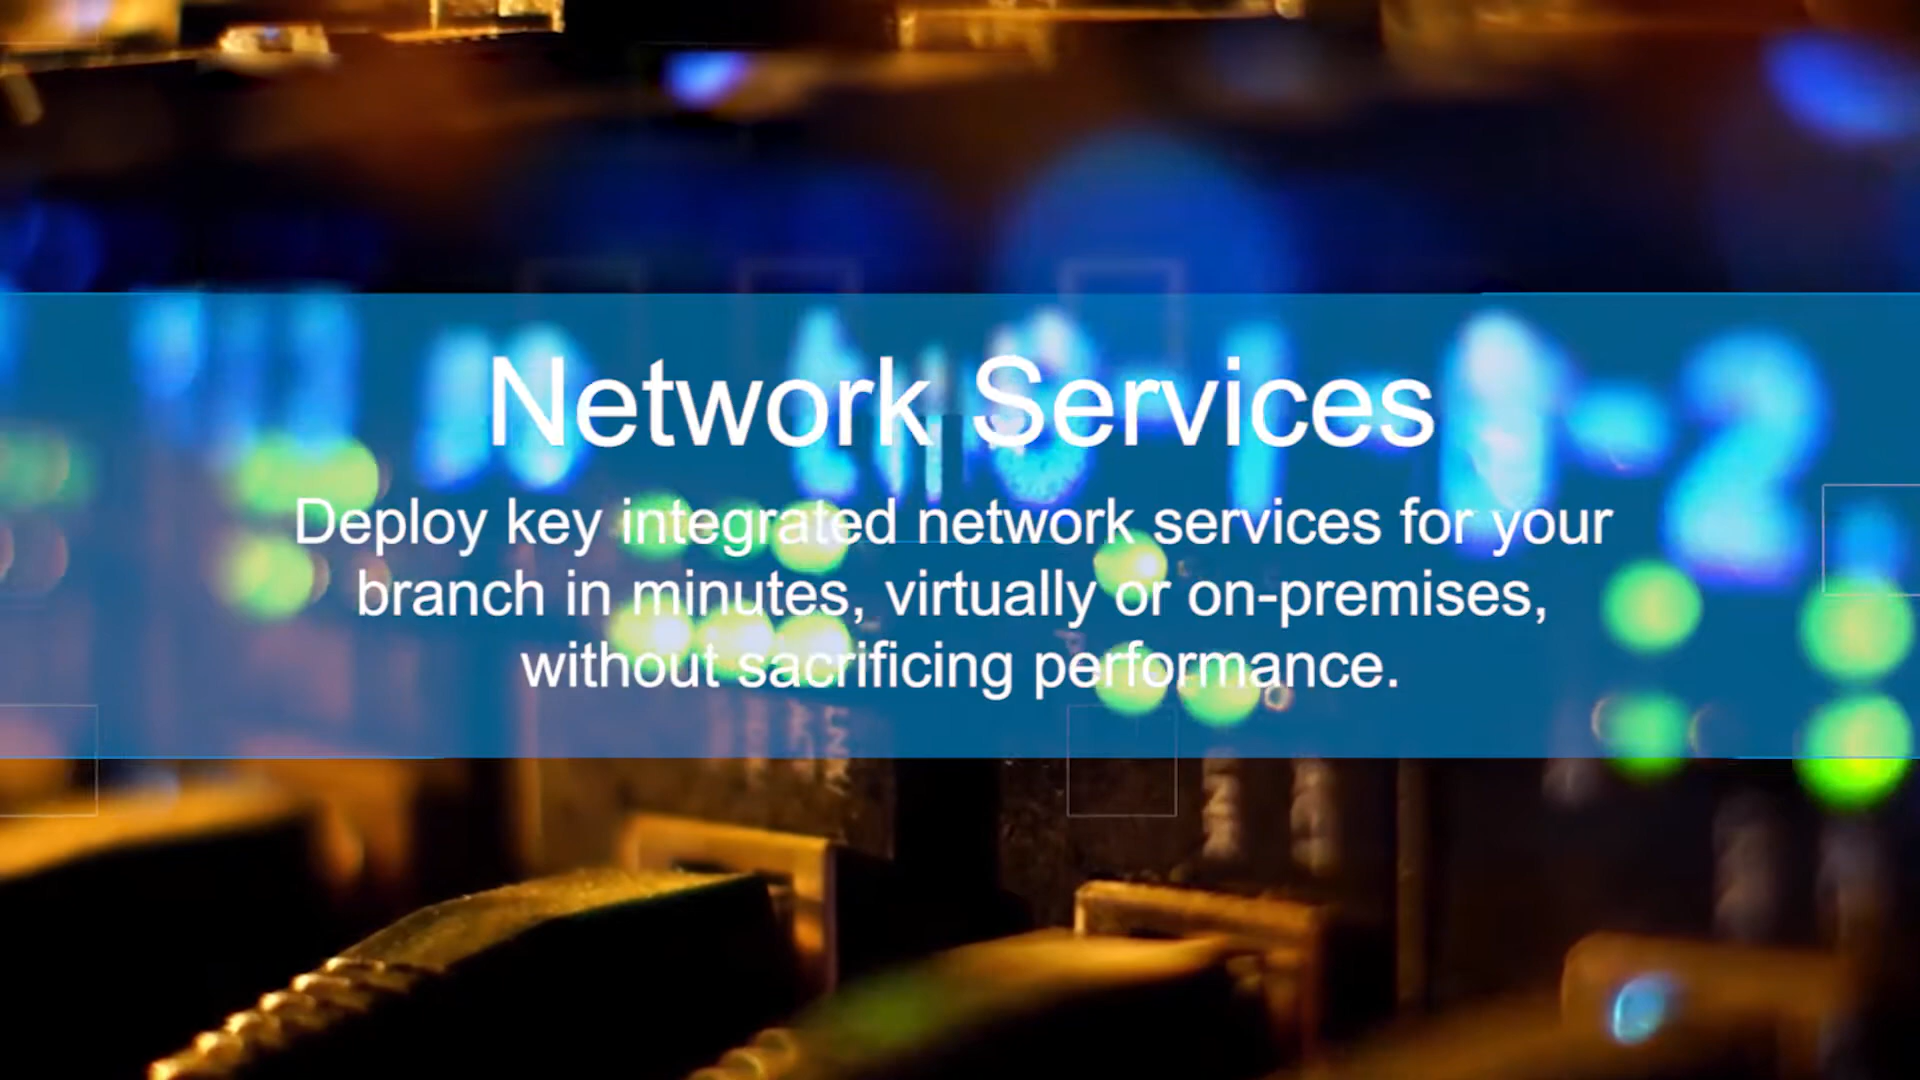 Network Services
Deploy key integrated network services for your
branch in minutes, virtually or on-premises,
without sacrificing performance.